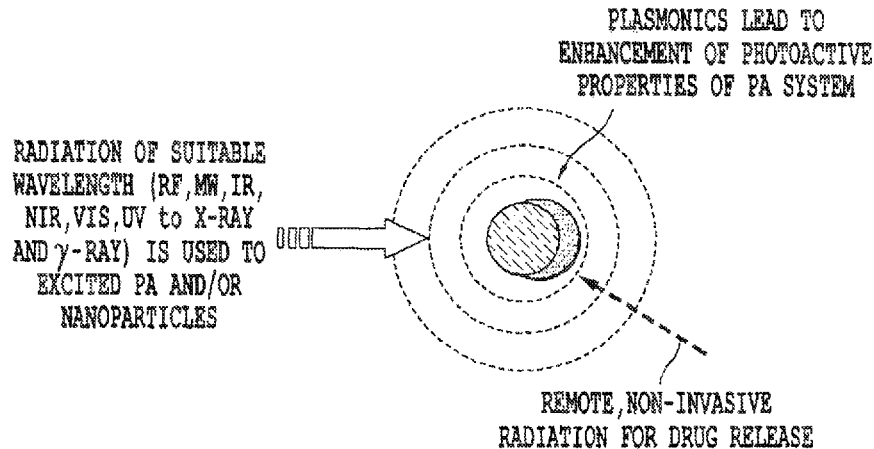 PLASMONICS LEAD TO
ENHANCEMENT OF PHOTOACTIVE
PROPERTIES OF PA SYSTEM
RADIATION OF SUITABLE
WAVELENGTH (RF,MW,IR,
NIR,VIS,UV to X-RAY
AND γ-RAY) IS USED TO
EXCITED PA AND/OR
NANOPARTICLES
REMOTE,NON-INVASIVE
RADIATION FOR DRUG RELEASE